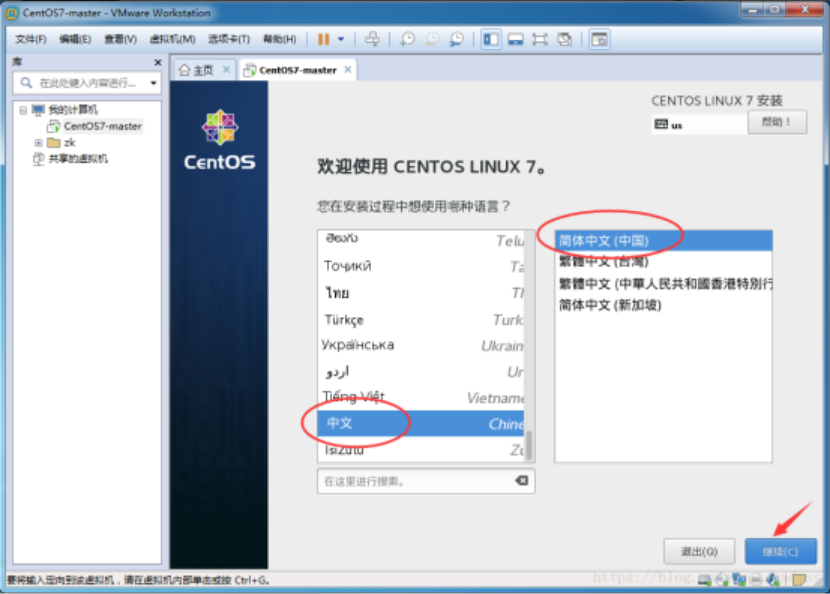 CentOS7-master - VMware Workstation
文件(F) 编辑(E) 查看(V) 虚拟机(M) 选项卡(T) 帮助(H)
库
主页
CentOS7-master
在此处键入内容进行...
我的计算机
CentOS7-master
zk
共享的虚拟机
CentOS
CENTOS LINUX 7 安装
us
帮助！
欢迎使用 CENTOS LINUX 7。
您在安装过程中想使用哪种语言？
తెలుగు Telu
Тоҷикӣ Ta
ไทย Th
Türkçe Turk
Українська Ukrain
اردو Ur
Tiếng Việt Vietname
中文 Chine
IsiZulu Zu
简体中文 (中国)
繁體中文 (台灣)
繁體中文 (中華人民共和國香港特別行
简体中文 (新加坡)
在这里进行搜索。
退出(Q)
继续(C)
要将输入定向到该虚拟机，请在虚拟机内部单击或按 Ctrl+G。
https://blog.